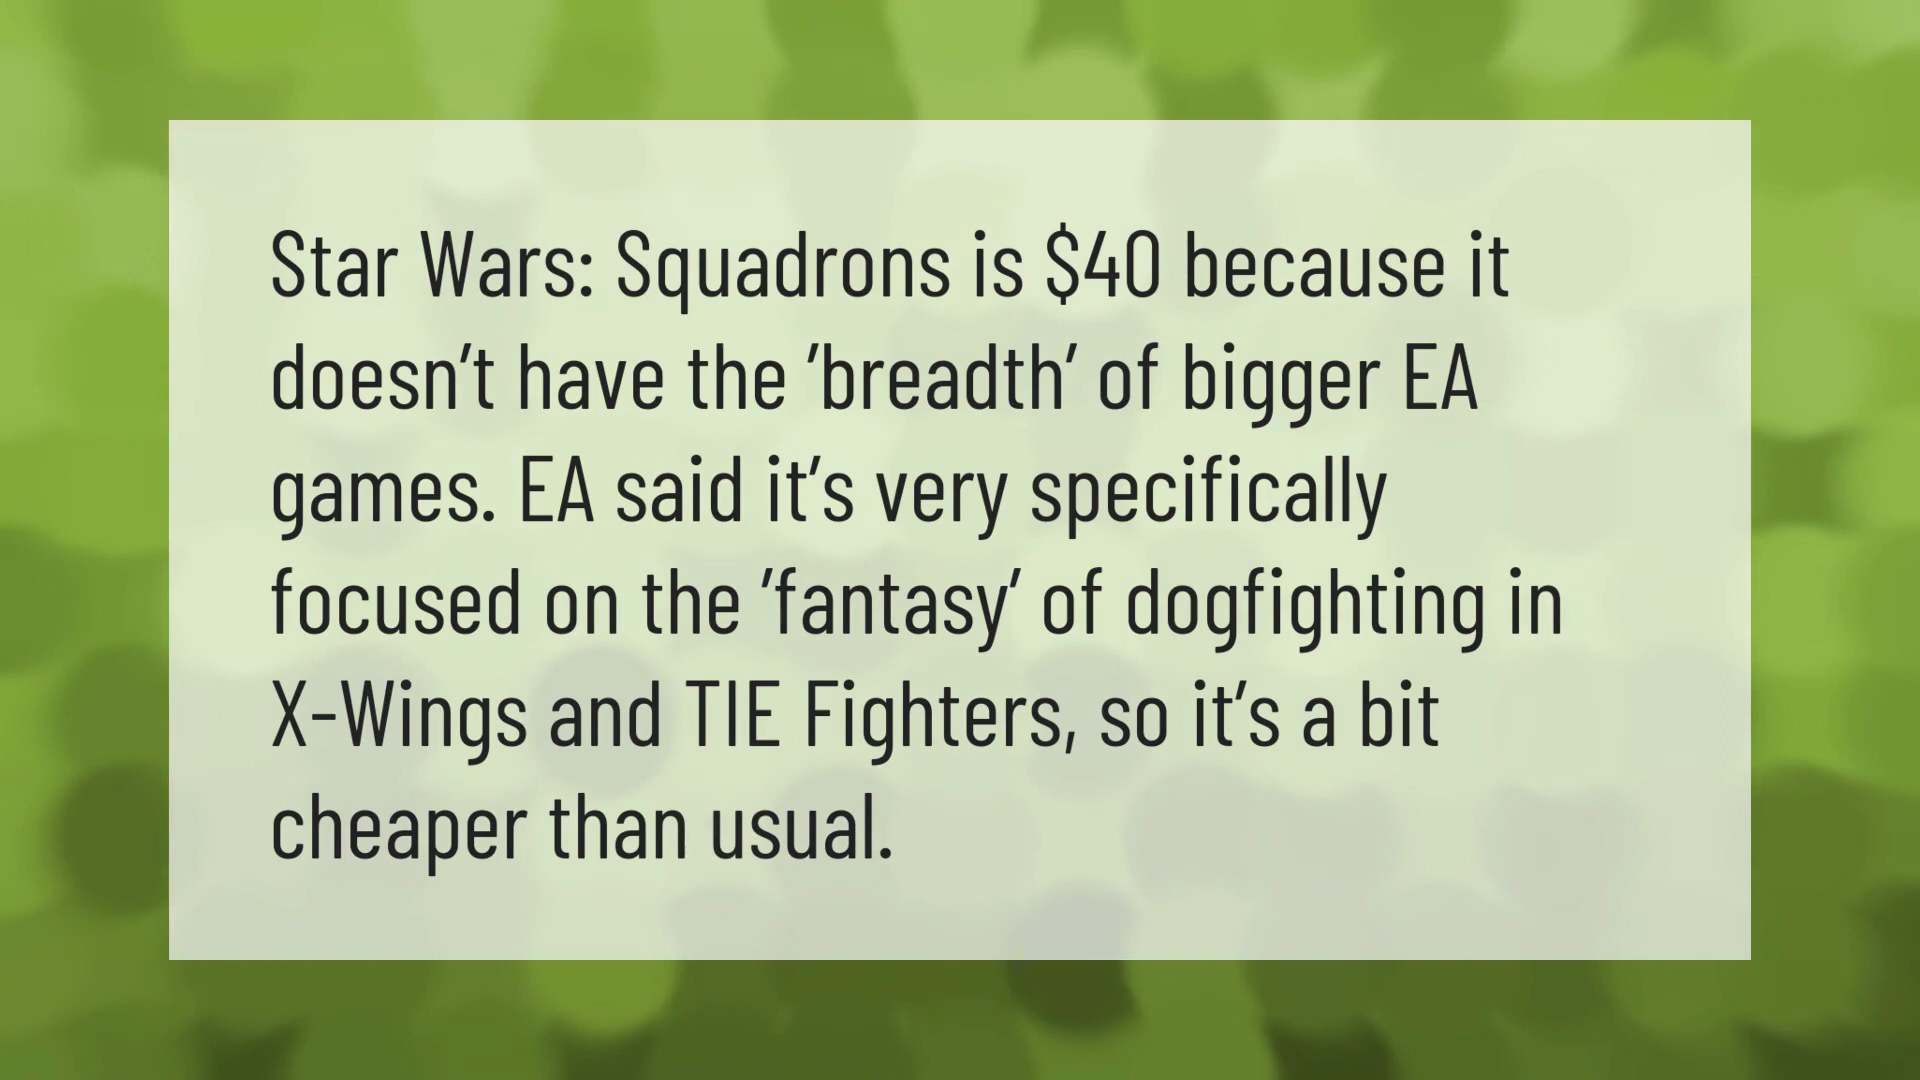 Star Wars: Squadrons is $40 because it
doesn't have the 'breadth' of bigger EA
games. EA said it's very specifically
focused on the 'fantasy' of dogfighting in
X-Wings and TIE Fighters, so it's a bit
cheaper than usual.